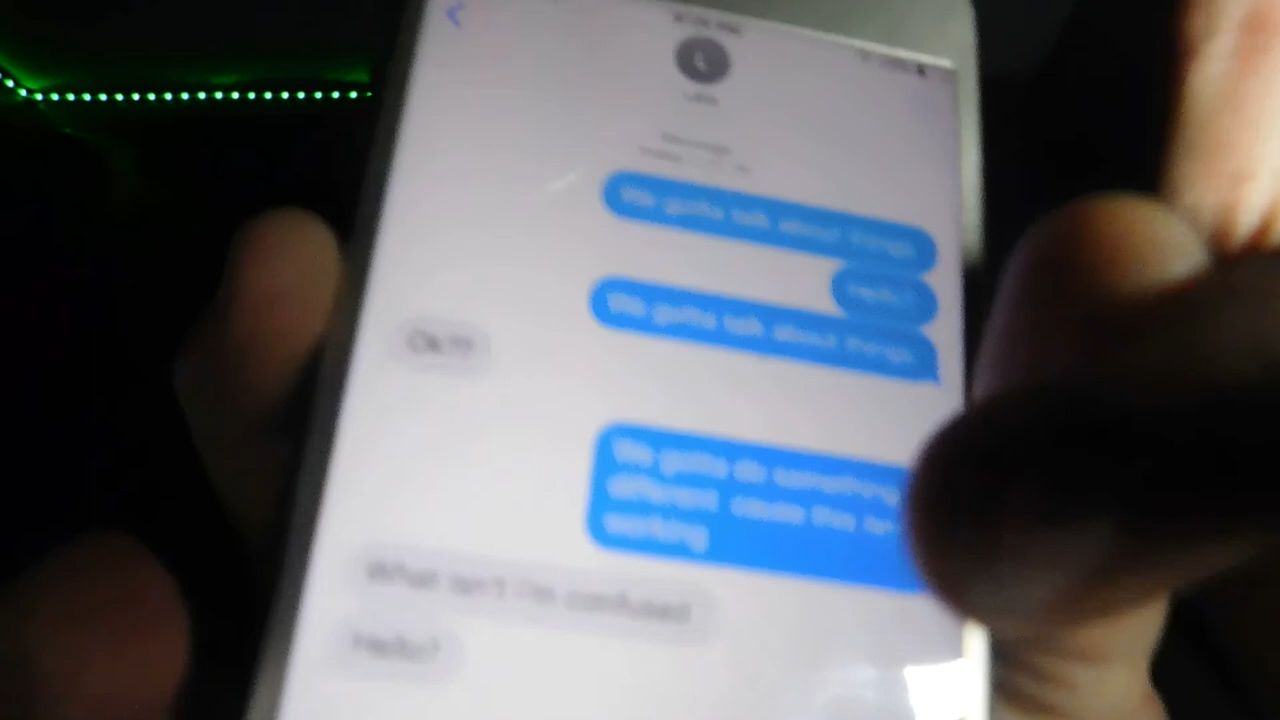 L
We gotta talk about things
Hello?
We gotta talk about things
Ok??
We gotta do something
different cause this
working
What isn't I'm confused
Hello?